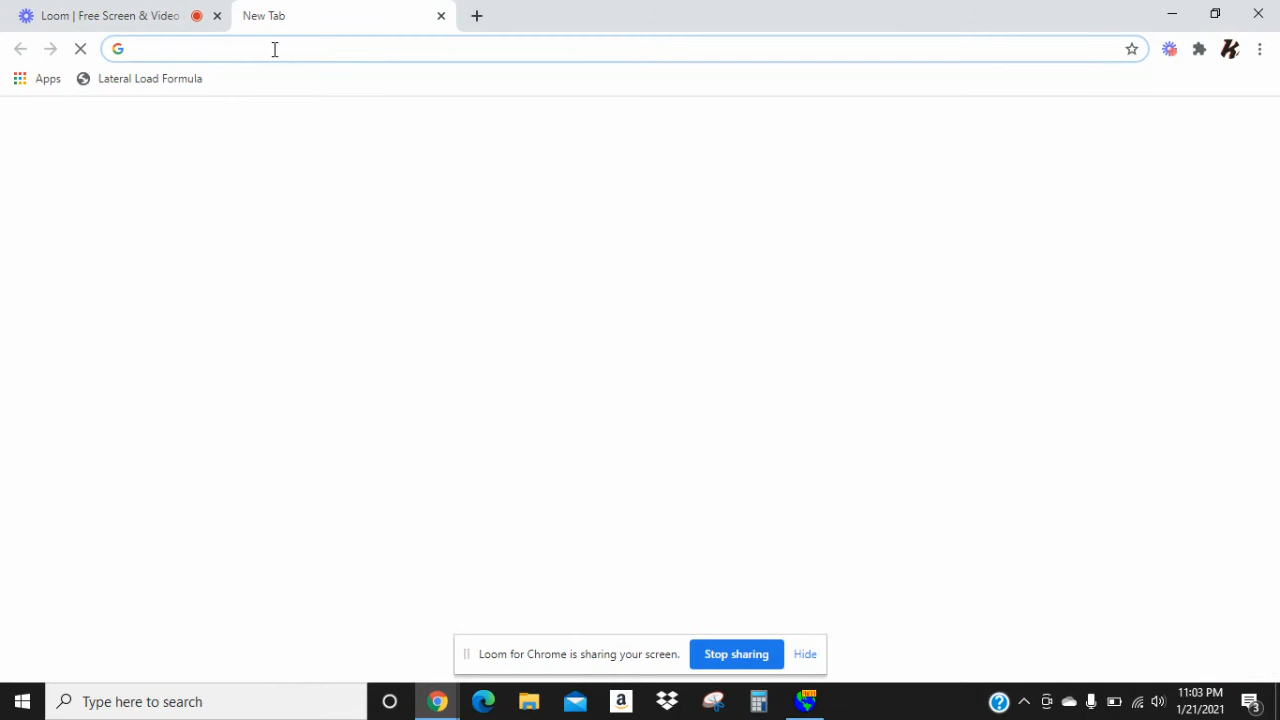 Loom | Free Screen & Video
New Tab
Apps
Lateral Load Formula
Loom for Chrome is sharing your screen.
Stop sharing
Hide
Type here to search
11:03 PM
1/21/2021
3